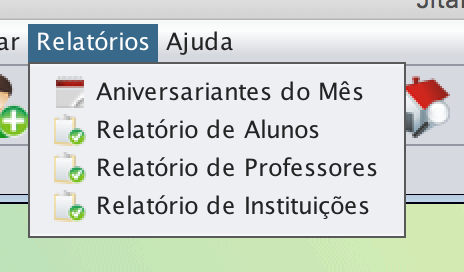 ar Relatórios Ajuda
Aniversariantes do Mês
Relatório de Alunos
Relatório de Professores
Relatório de Instituições